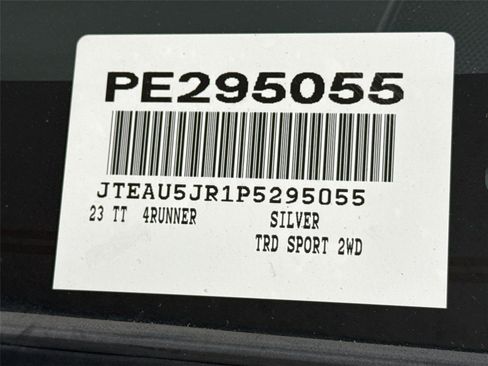 PE295055
JTEAU5JR1P5295055
23 TT 4RUNNER SILVER
TRD SPORT 2WD